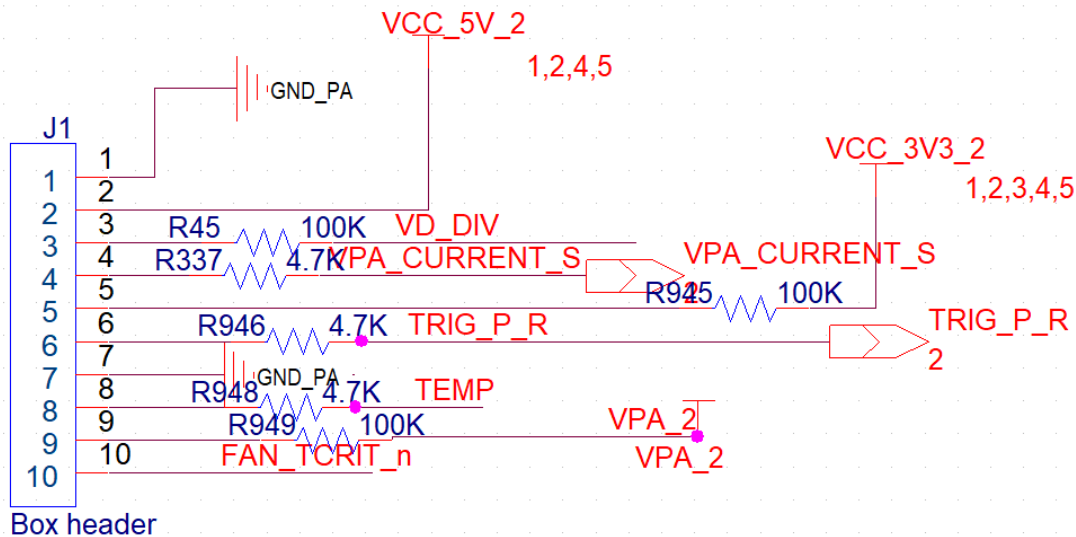 VCC_5V_2
1,2,4,5
GND_PA
J1
VCC_3V3_2
1,2,3,4,5
1 1
2 2
3 3 R45 100K VD_DIV
4 4 R337 4.7K VPA_CURRENT_S VPA_CURRENT_S
2
5 5 R945 100K
6 6 R946 4.7K TRIG_P_R TRIG_P_R
2
7 7 GND_PA
8 8 R948 4.7K TEMP
9 9 R949 100K VPA_2
VPA_2
10 10 FAN_TCRIT_n
Box header